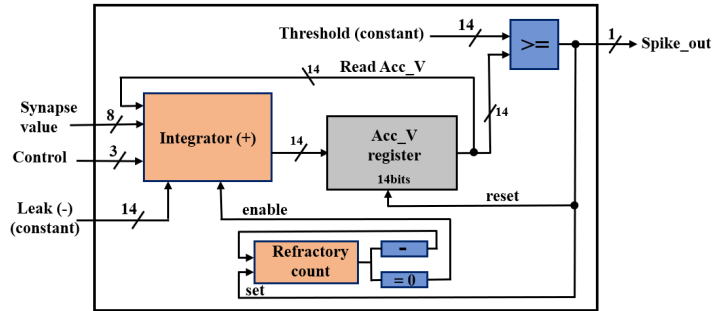 Threshold (constant)
14
>=
1
Spike_out
14
Read Acc_V
Synapse
value
8
Integrator (+)
14
Acc_V
register
14bits
14
Control
3
Leak (-)
(constant)
14
enable
reset
Refractory
count
-
= 0
set